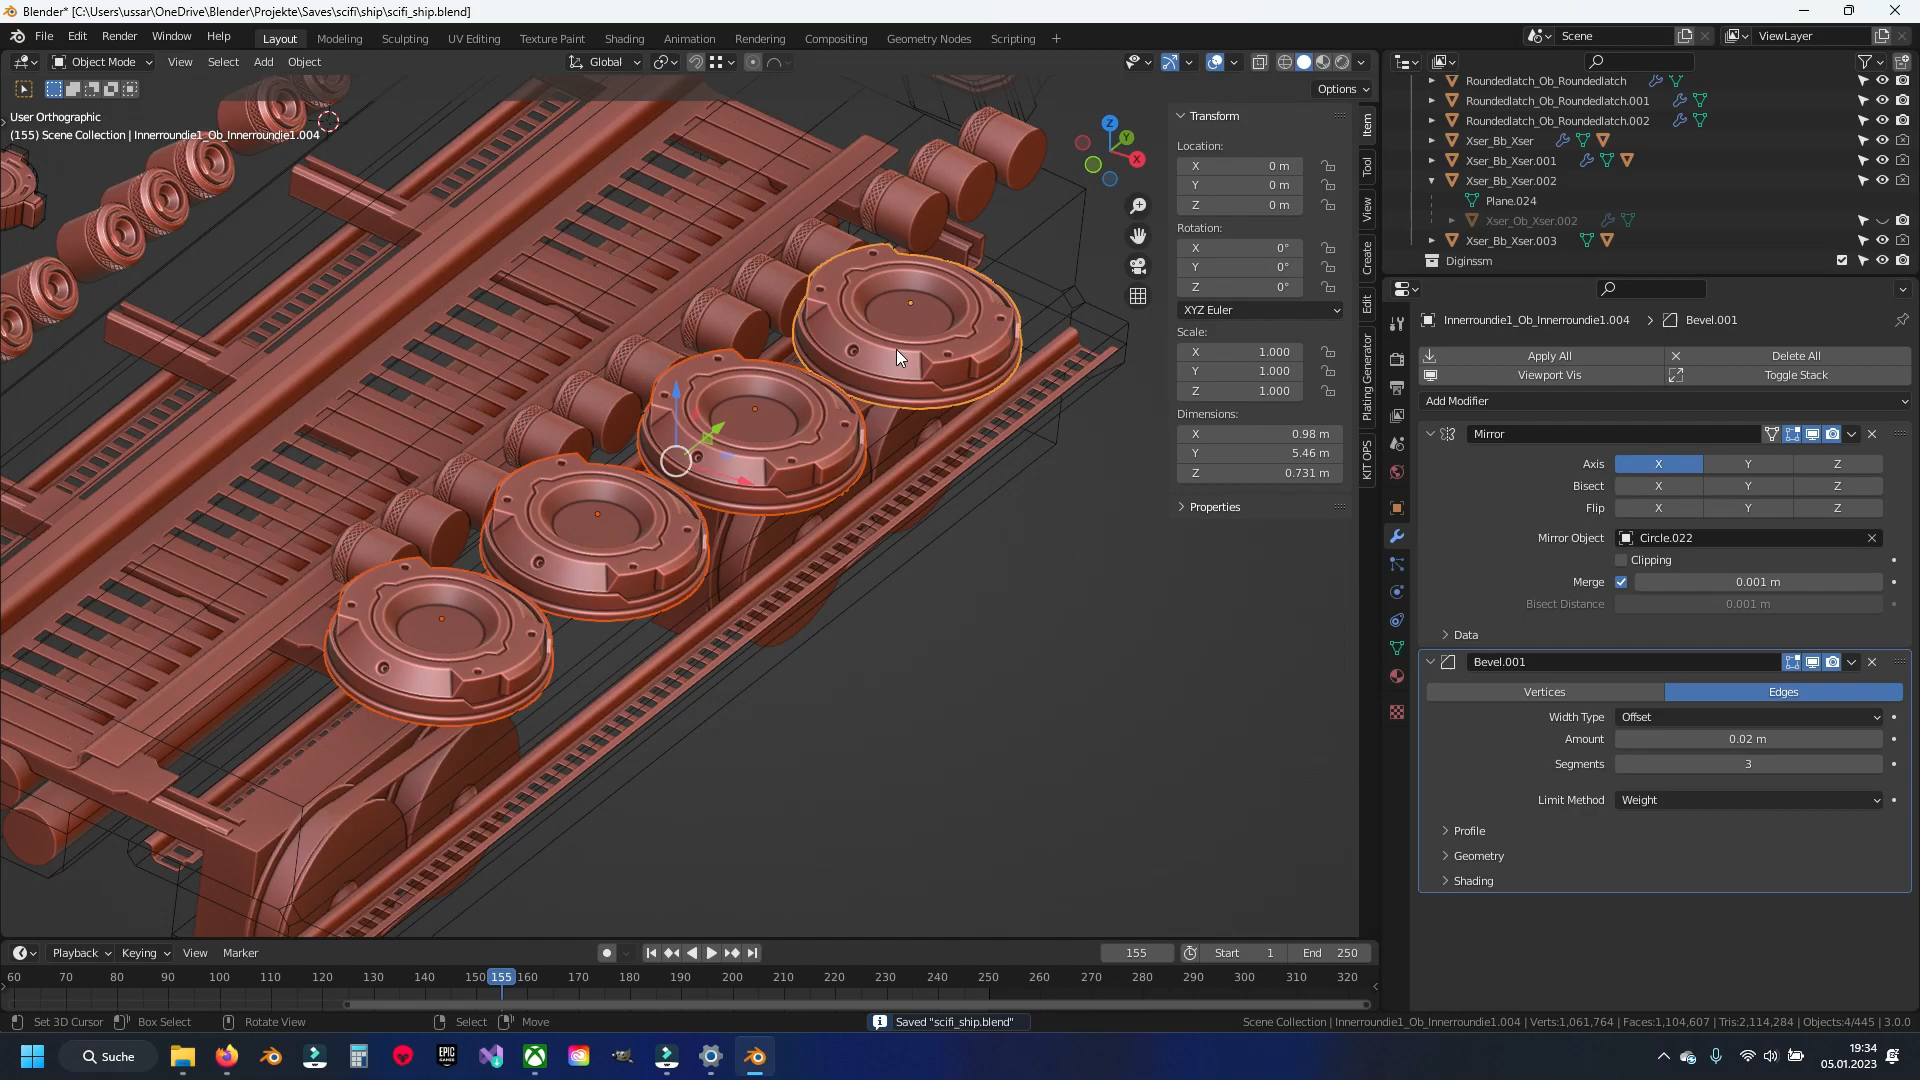 Blender* [C:\Users\ussar\OneDrive\Blender\Projekte\Saves\scifi\ship\scifi_ship.blend]
File Edit Render Window Help
Layout Modeling Sculpting UV Editing Texture Paint Shading Animation Rendering Compositing Geometry Nodes Scripting +
Scene
ViewLayer
Object Mode View Select Add Object
Global
Options
User Orthographic
(155) Scene Collection | Innerroundie1_Ob_Innerroundie1.004
Z
Y
X
Transform
Location:
X 0 m
Y 0 m
Z 0 m
Rotation:
X 0°
Y 0°
Z 0°
XYZ Euler
Scale:
X 1.000
Y 1.000
Z 1.000
Dimensions:
X 0.98 m
Y 5.46 m
Z 0.731 m
Properties
Item
Tool
View
Create
Edit
Plating Generator
KIT OPS
Roundedlatch_Ob_Roundedlatch
Roundedlatch_Ob_Roundedlatch.001
Roundedlatch_Ob_Roundedlatch.002
Xser_Bb_Xser
Xser_Bb_Xser.001
Xser_Bb_Xser.002
Plane.024
Xser_Ob_Xser.002
Xser_Bb_Xser.003
Diginssm
Innerroundie1_Ob_Innerroundie1.004 > Bevel.001
Apply All Delete All
Viewport Vis Toggle Stack
Add Modifier
Mirror
Axis X Y Z
Bisect X Y Z
Flip X Y Z
Mirror Object Circle.022
Clipping
Merge 0.001 m
Bisect Distance 0.001 m
Data
Bevel.001
Vertices Edges
Width Type Offset
Amount 0.02 m
Segments 3
Limit Method Weight
Profile
Geometry
Shading
Playback Keying View Marker
155
Start 1
End 250
60 70 80 90 100 110 120 130 140 150 155 160 170 180 190 200 210 220 230 240 250 260 270 280 290 300 310 320
Set 3D Cursor Box Select Rotate View Select Move
Saved "scifi_ship.blend"
Scene Collection | Innerroundie1_Ob_Innerroundie1.004 | Verts:1,061,764 | Faces:1,104,607 | Tris:2,114,284 | Objects:4/445 | 3.0.0
Suche
EPIC GAMES
19:34
05.01.2023